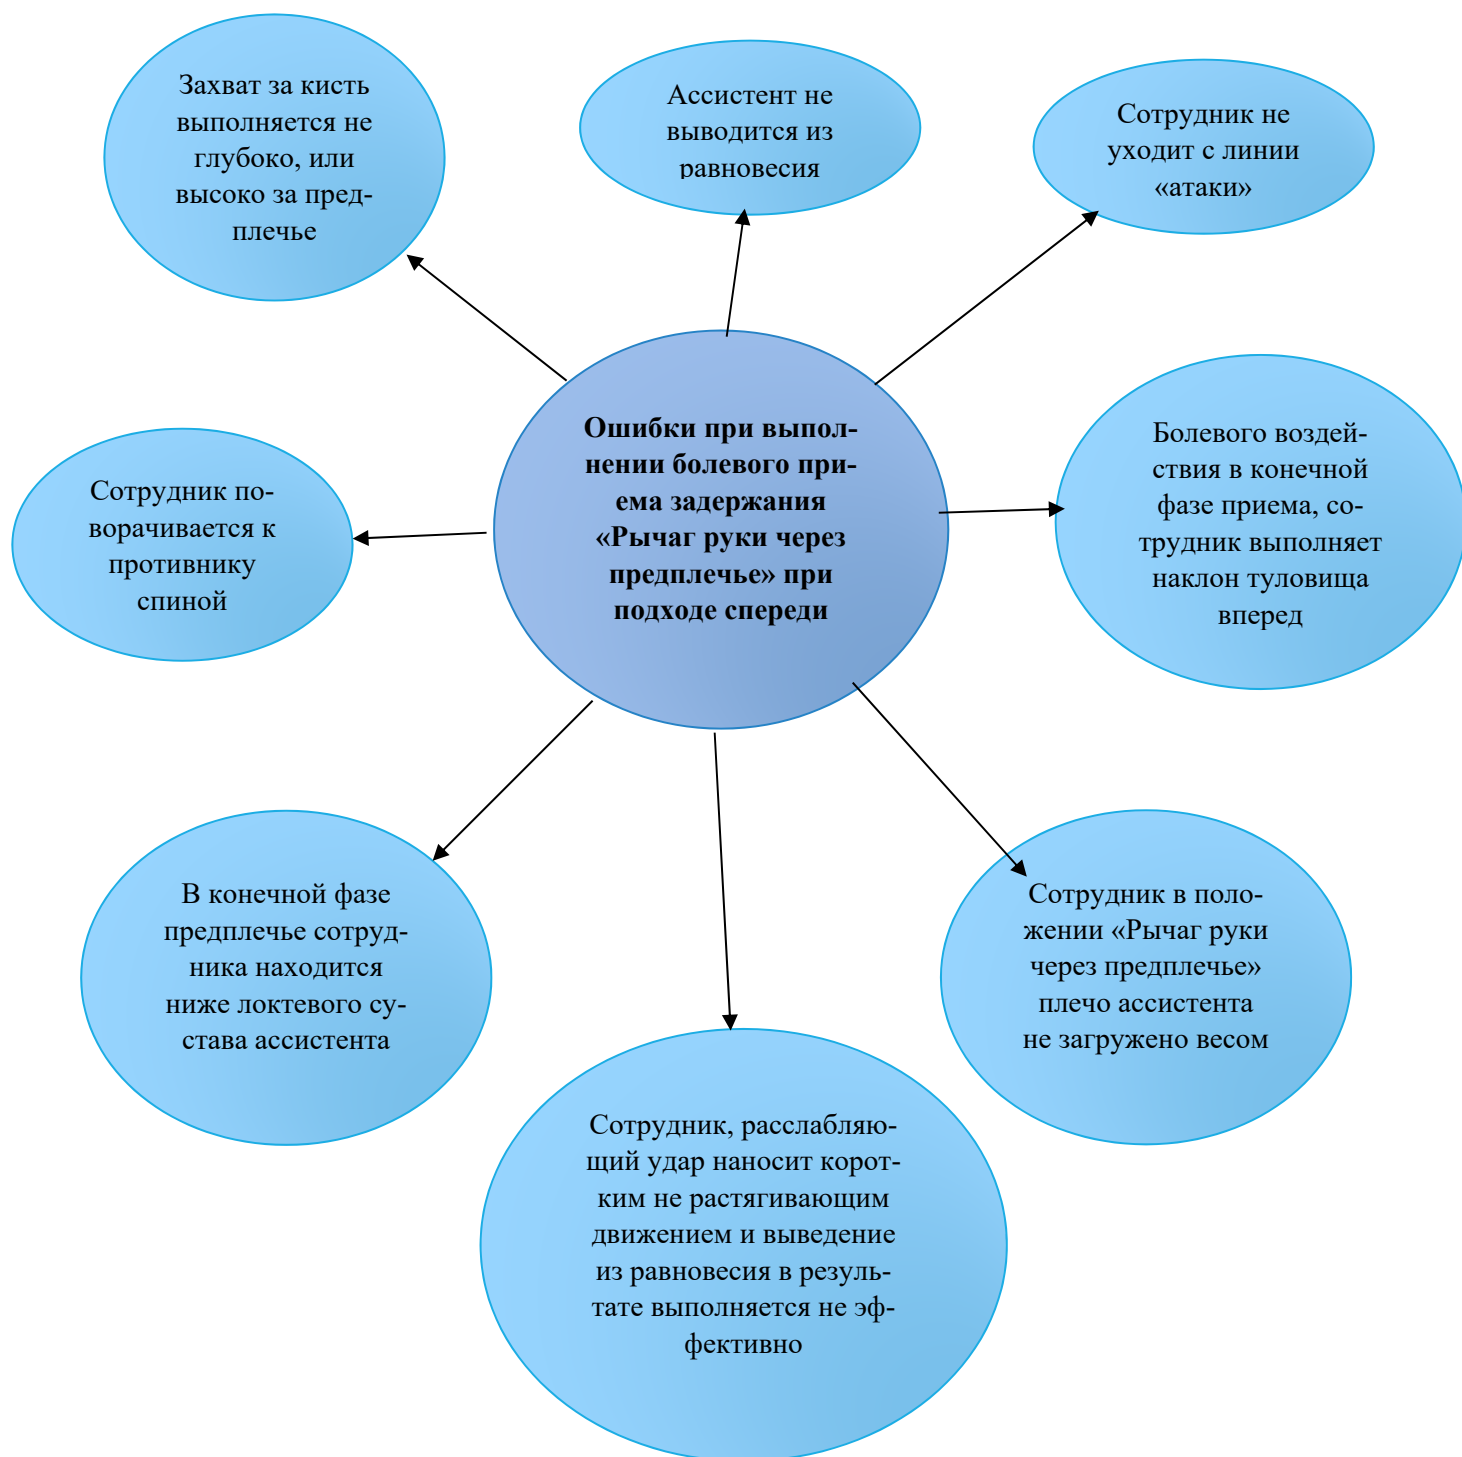 Захват за кисть
выполняется не
глубоко, или
высоко за пред-
плечье
Ассистент не
выводится из
равновесия
Сотрудник не
уходит с линии
«атаки»
Ошибки при выпол-
нении болевого при-
ема задержания
«Рычаг руки через
предплечье» при
подходе спереди
Болевого воздей-
ствия в конечной
фазе приема, со-
трудник выполняет
наклон туловища
вперед
Сотрудник по-
ворачивается к
противнику
спиной
В конечной фазе
предплечье сотруд-
ника находится
ниже локтевого су-
става ассистента
Сотрудник в поло-
жении «Рычаг руки
через предплечье»
плечо ассистента
не загружено весом
Сотрудник, расслабляю-
щий удар наносит корот-
ким не растягивающим
движением и выведение
из равновесия в резуль-
тате выполняется не эф-
фективно